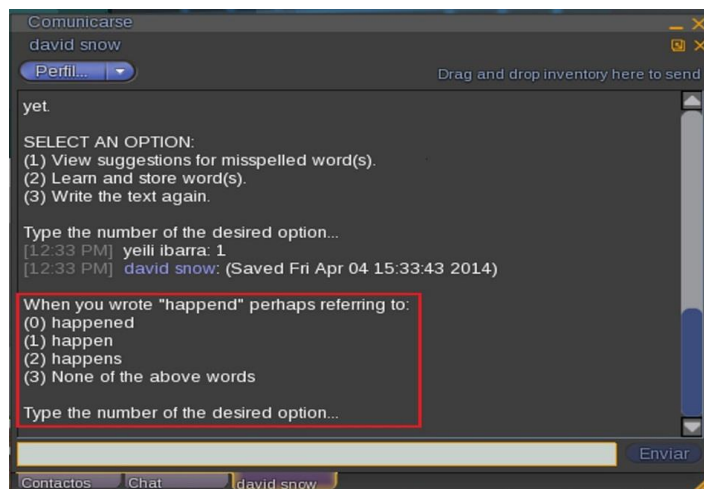 Comunicarse
david snow
Perfil...
Drag and drop inventory here to send
yet.
SELECT AN OPTION:
(1) View suggestions for misspelled word(s).
(2) Learn and store word(s).
(3) Write the text again.
Type the number of the desired option...
[12:33 PM] yeili ibarra: 1
[12:33 PM] david snow: (Saved Fri Apr 04 15:33:43 2014)
When you wrote "happend" perhaps referring to:
(0) happened
(1) happen
(2) happens
(3) None of the above words
Type the number of the desired option...
Enviar
Contactos Chat david snow